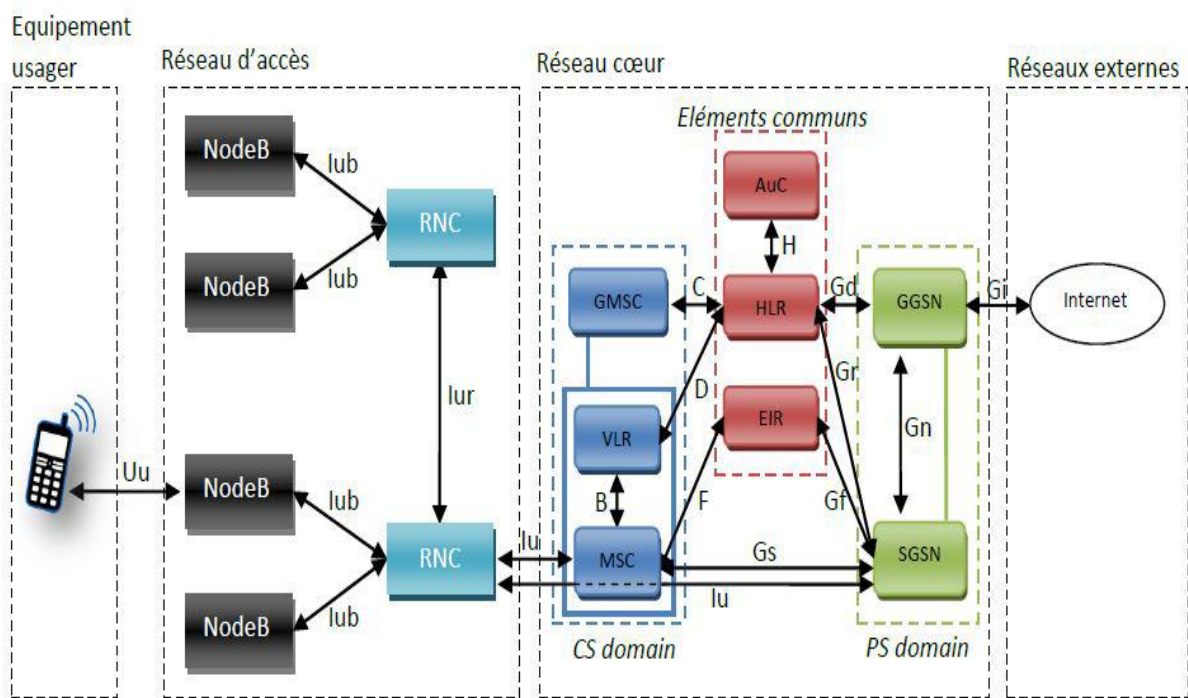 Equipement
usager
Réseau d'accès
Réseau cœur
Réseaux externes
Eléments communs
NodeB
Iub
AuC
RNC
H
Iub
NodeB
GMSC
C
HLR
Gd
GGSN
Gi
Internet
Iur
D
Gr
VLR
EIR
Gn
Uu
NodeB
Iub
B
F
Gf
RNC
Iu
MSC
Gs
SGSN
Iu
Iub
NodeB
CS domain
PS domain